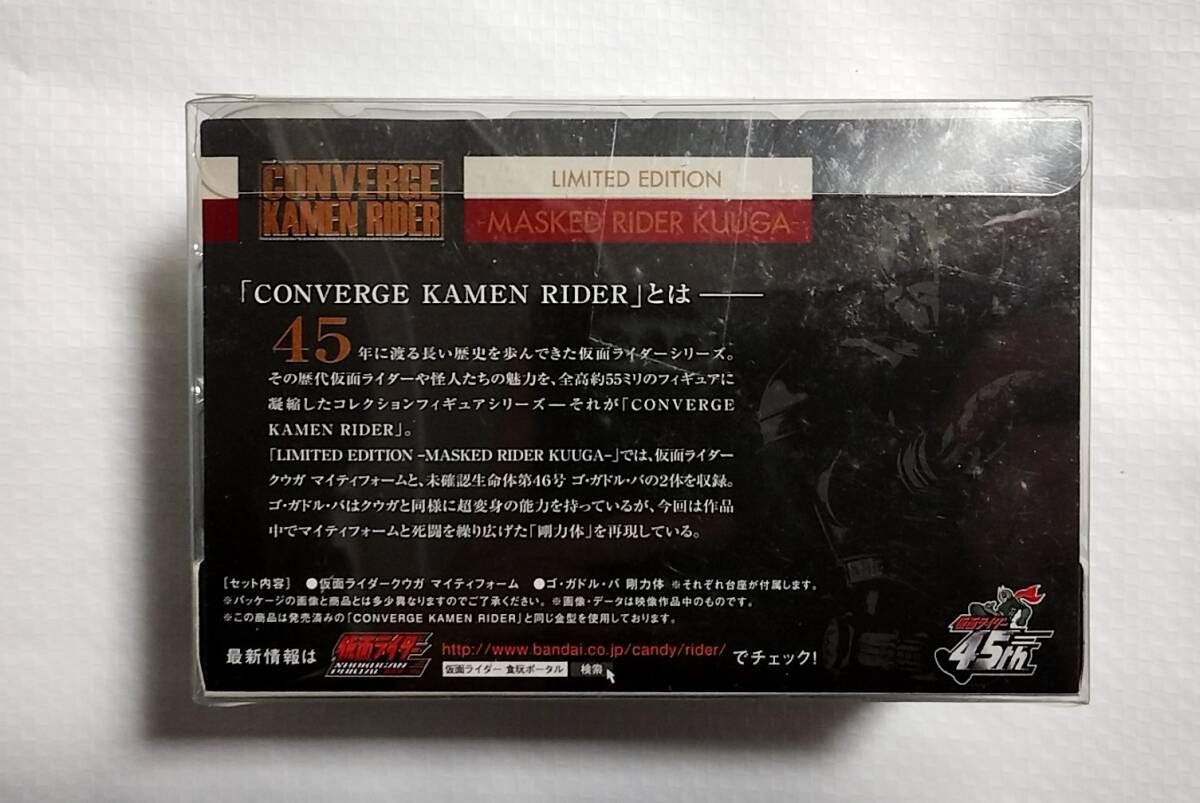 CONVERGE
KAMEN RIDER
LIMITED EDITION
-MASKED RIDER KUUGA-
「CONVERGE KAMEN RIDER」とは――
45年に渡る長い歴史を歩んできた仮面ライダーシリーズ。
その歴代仮面ライダーや怪人たちの魅力を、全高約55ミリのフィギュアに
凝縮したコレクションフィギュアシリーズ―それが「CONVERGE
KAMEN RIDER」。
「LIMITED EDITION -MASKED RIDER KUUGA-」では、仮面ライダー
クウガ マイティフォームと、未確認生命体第46号 ゴ・ガドル・バの2体を収録。
ゴ・ガドル・バはクウガと同様に超変身の能力を持っているが、今回は作品
中でマイティフォームと死闘を繰り広げた「剛力体」を再現している。
[セット内容] ●仮面ライダークウガ マイティフォーム ●ゴ・ガドル・バ 剛力体 ※それぞれ台座が付属します。
※パッケージの画像と商品とは多少異なりますのでご了承ください。※画像・データは映像作品中のものです。
※この商品は発売済みの「CONVERGE KAMEN RIDER」と同じ金型を使用しております。
最新情報は 仮面ライダー SHOKUGAN PORTAL http://www.bandai.co.jp/candy/rider/ でチェック!
仮面ライダー 食玩ポータル 検索
仮面ライダー
45th